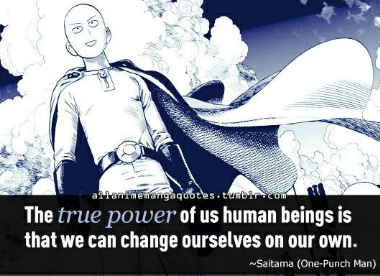 allanimemangaquotes.tumblr.com
The true power of us human beings is
that we can change ourselves on our own.
~Saitama (One-Punch Man)